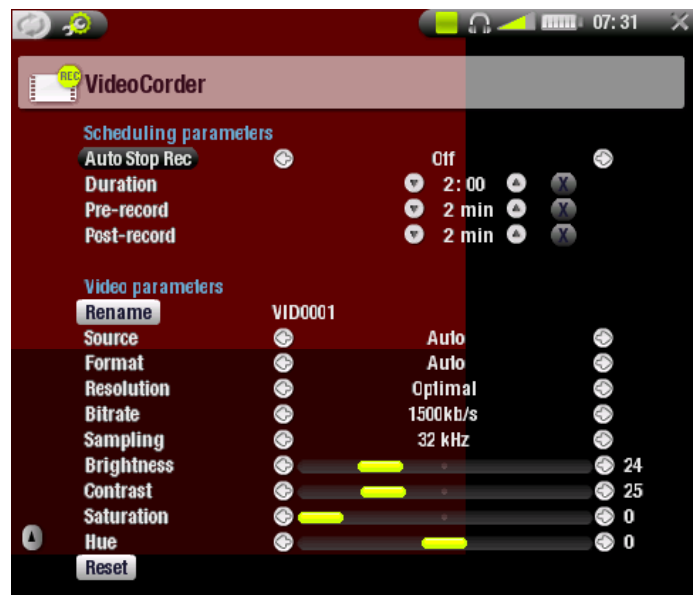 07:31
REC
VideoCorder
Scheduling parameters
Auto Stop Rec Off
Duration 2:00 X
Pre-record 2 min X
Post-record 2 min X
Video parameters
Rename VID0001
Source Auto
Format Auto
Resolution Optimal
Bitrate 1500kb/s
Sampling 32 kHz
Brightness 24
Contrast 25
Saturation 0
Hue 0
Reset